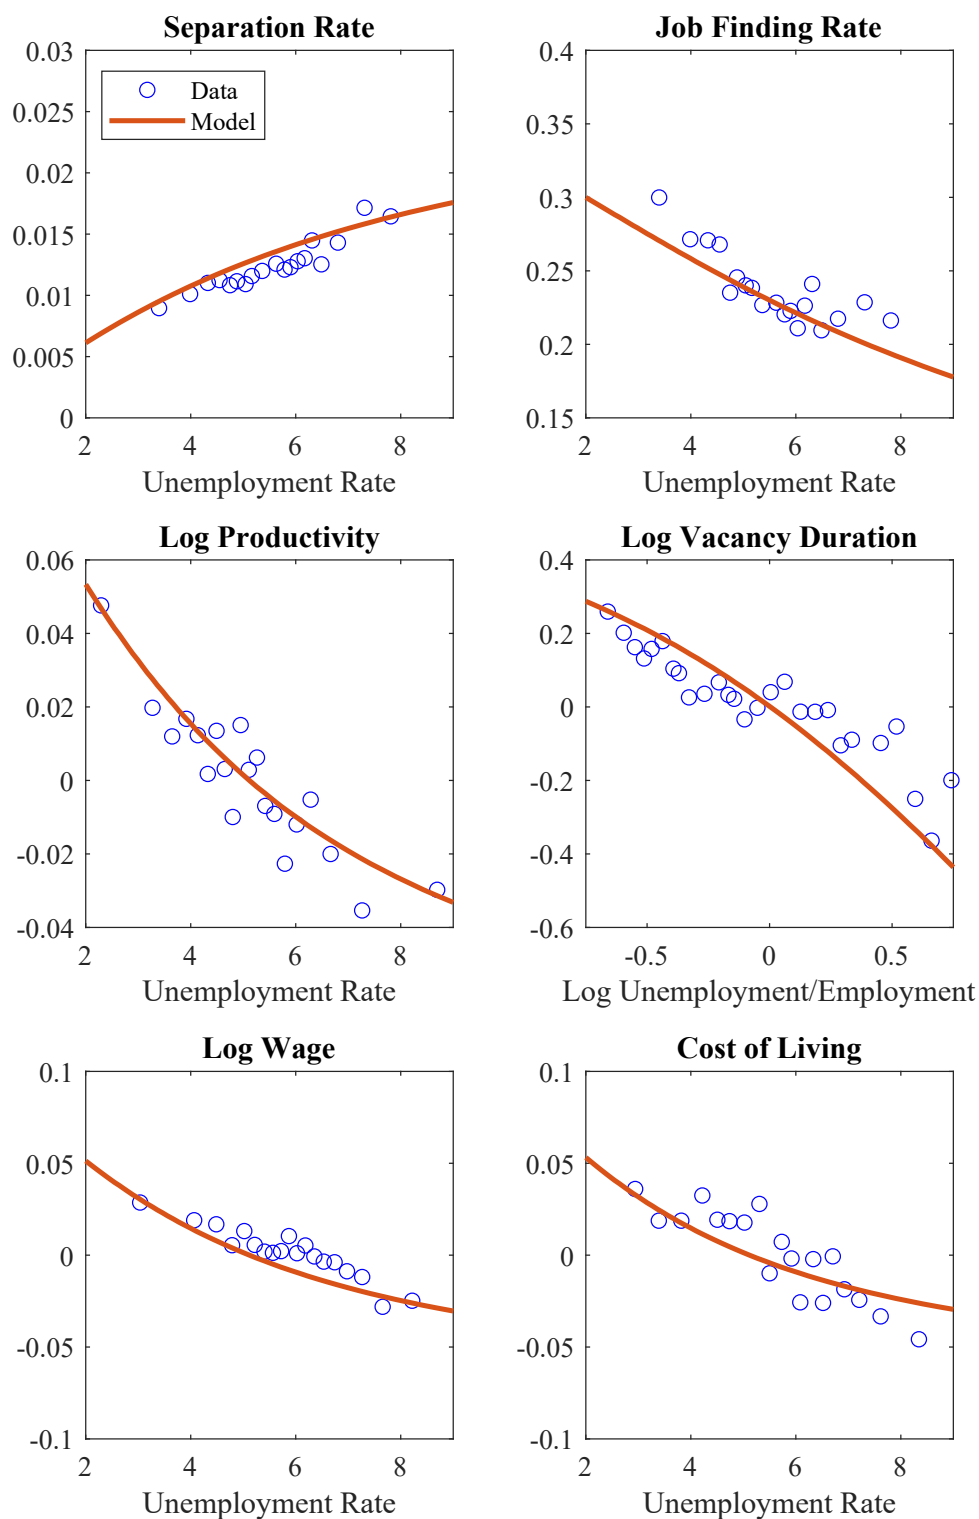 Separation Rate
0.03
0.025
0.02
0.015
0.01
0.005
0
Data
Model
2 4 6 8
Unemployment Rate
Job Finding Rate
0.4
0.35
0.3
0.25
0.2
0.15
2 4 6 8
Unemployment Rate
Log Productivity
0.06
0.04
0.02
0
-0.02
-0.04
2 4 6 8
Unemployment Rate
Log Vacancy Duration
0.4
0.2
0
-0.2
-0.4
-0.6
-0.5 0 0.5
Log Unemployment/Employment
Log Wage
0.1
0.05
0
-0.05
-0.1
2 4 6 8
Unemployment Rate
Cost of Living
0.1
0.05
0
-0.05
-0.1
2 4 6 8
Unemployment Rate